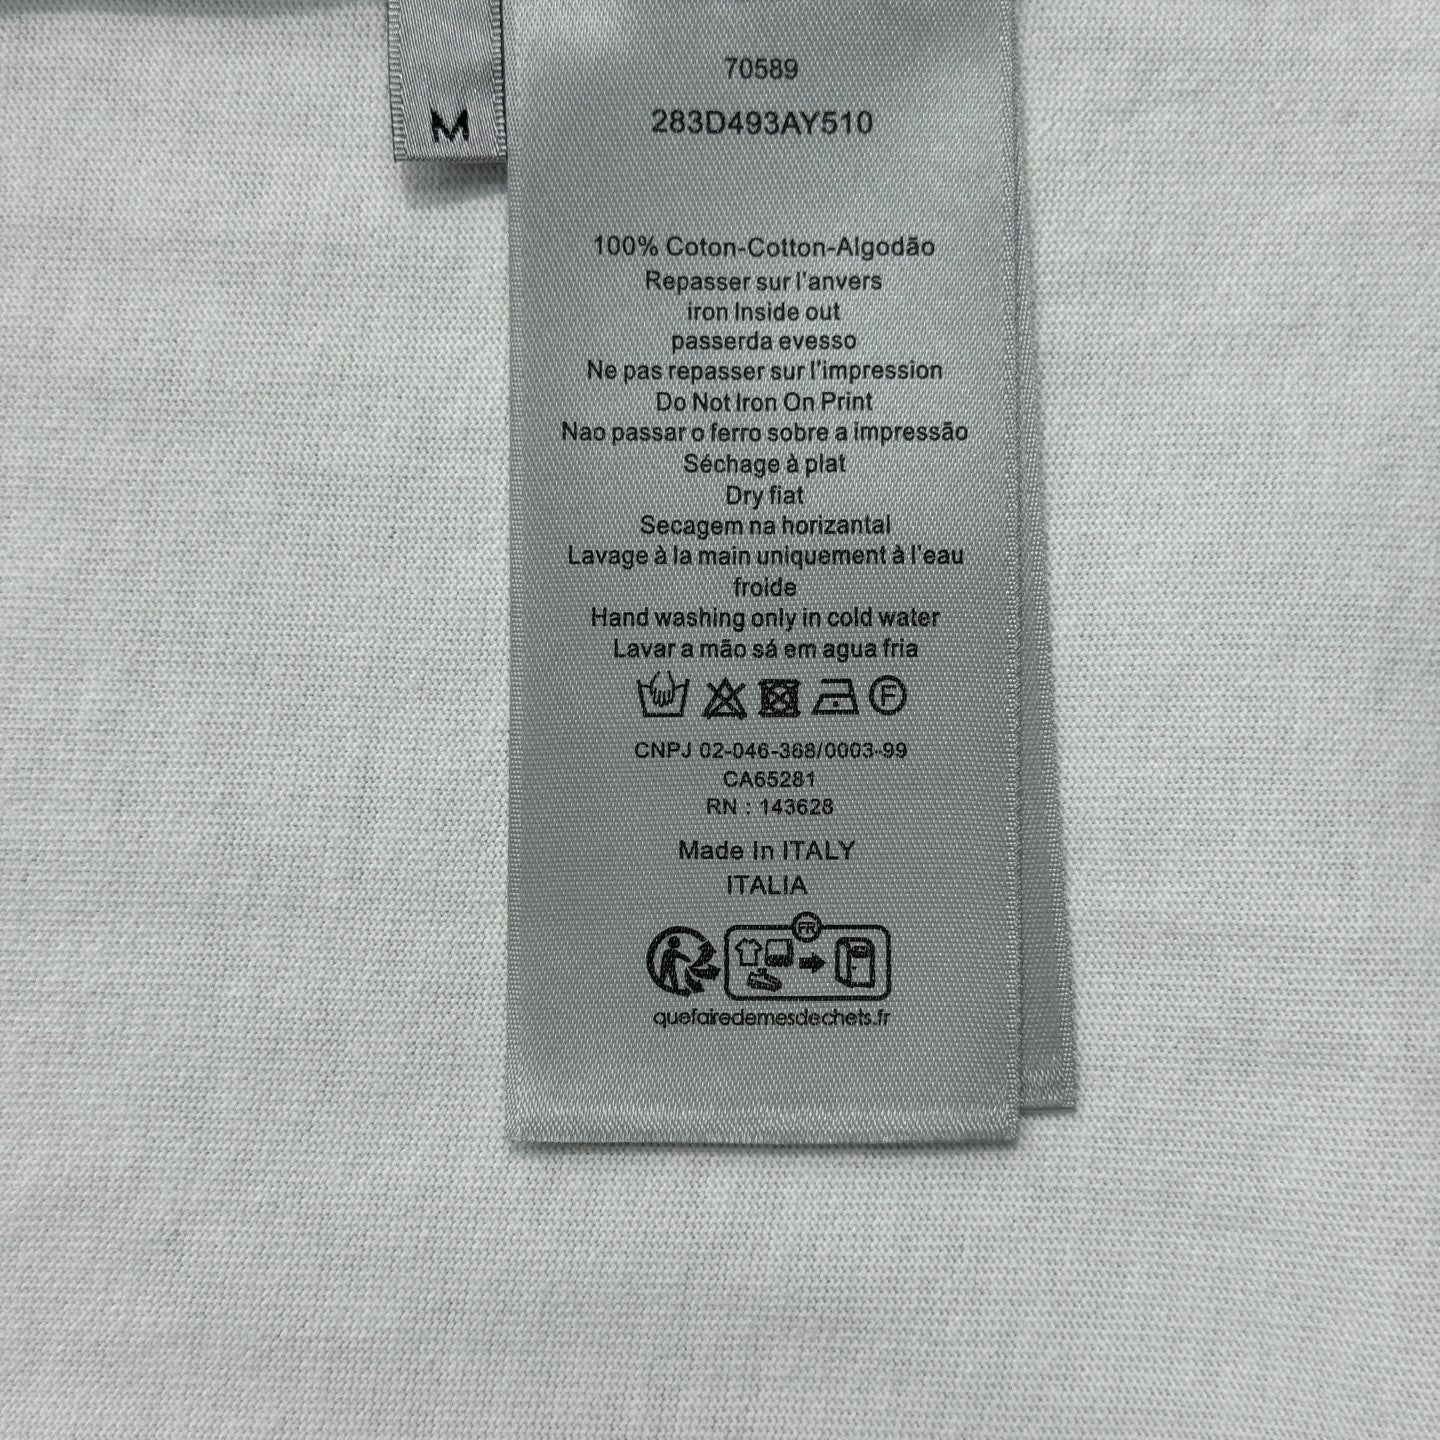 M
70589
283D493AY510
100% Coton-Cotton-Algodão
Repasser sur l'anvers
iron Inside out
passerda evesso
Ne pas repasser sur l'impression
Do Not Iron On Print
Nao passar o ferro sobre a impressão
Séchage à plat
Dry fiat
Secagem na horizantal
Lavage à la main uniquement à l'eau
froide
Hand washing only in cold water
Lavar a mão sá em agua fria
F
CNPJ 02-046-368/0003-99
CA65281
RN : 143628
Made In ITALY
ITALIA
FR
quefairedemesdechets.fr